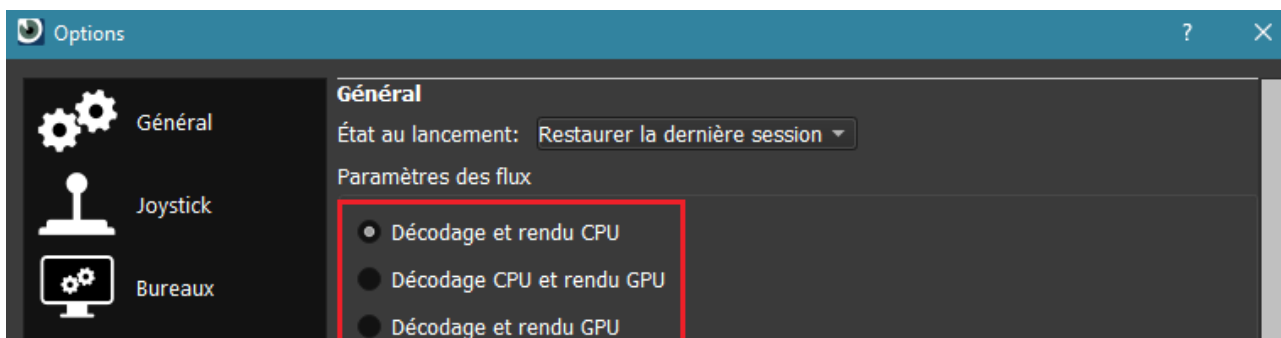 Options
?
Général
Joystick
Bureaux
Général
État au lancement: Restaurer la dernière session
Paramètres des flux
Décodage et rendu CPU
Décodage CPU et rendu GPU
Décodage et rendu GPU